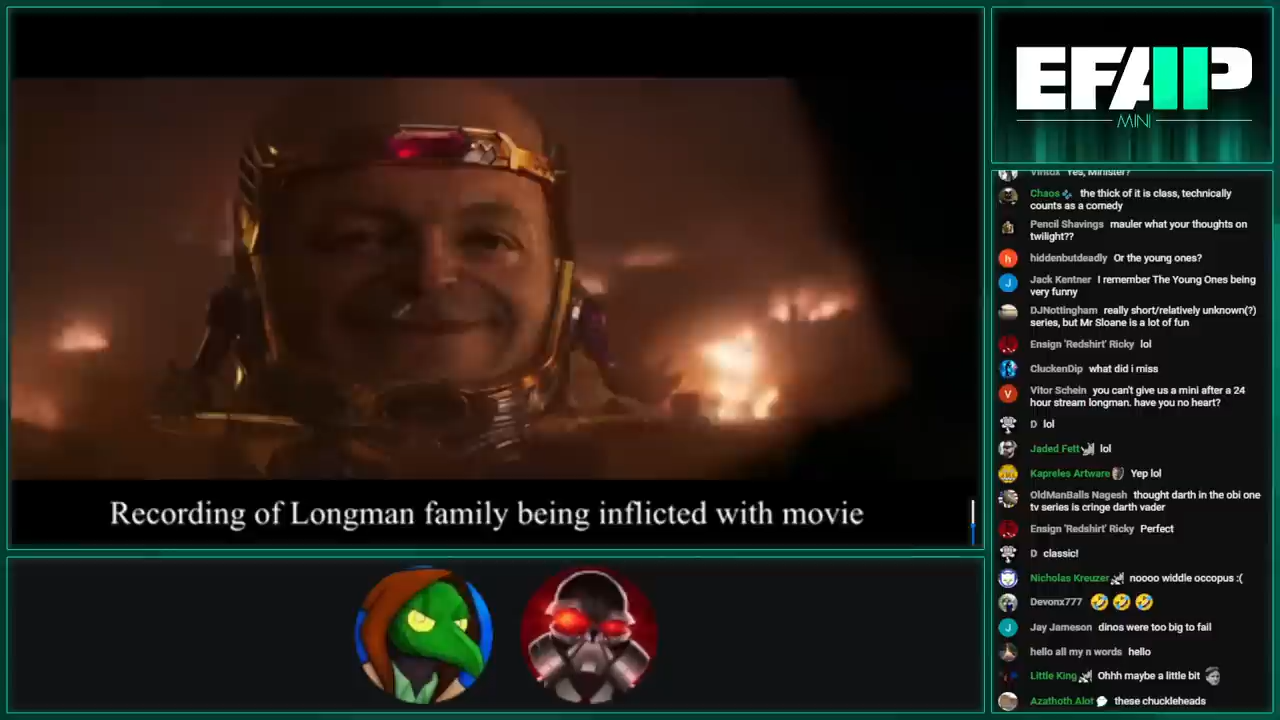 EFAP
MINI
Vintox Yes, Minister?
Chaos the thick of it is class, technically
counts as a comedy
Pencil Shavings mauler what your thoughts on
twilight??
h
hiddenbutdeadly Or the young ones?
J
Jack Kentner I remember The Young Ones being
very funny
DJNottingham really short/relatively unknown(?)
series, but Mr Sloane is a lot of fun
Ensign 'Redshirt' Ricky lol
CluckenDip what did i miss
V
Vitor Schein you can't give us a mini after a 24
hour stream longman. have you no heart?
D lol
Jaded Fett lol
Kapreles Artware Yep lol
OldManBalls Nagesh thought darth in the obi one
tv series is cringe darth vader
Ensign 'Redshirt' Ricky Perfect
D classic!
Nicholas Kreuzer noooo widdle occopus :(
Devonx777 🤣 🤣 🤣
J
Jay Jameson dinos were too big to fail
hello all my n words hello
Little King Ohhh maybe a little bit
Azathoth Alot these chuckleheads
Recording of Longman family being inflicted with movie